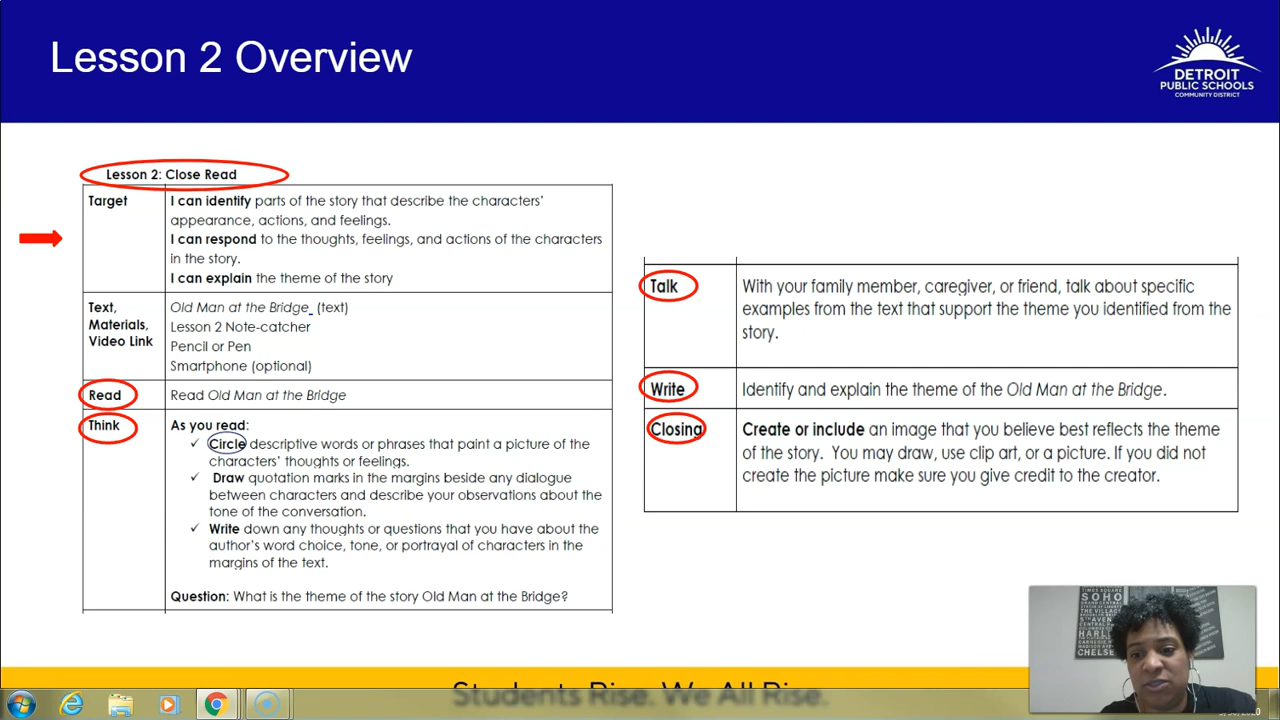 Lesson 2 Overview
DETROIT
PUBLIC SCHOOLS
COMMUNITY DISTRICT
Lesson 2: Close Read
Target
I can identify parts of the story that describe the characters'
appearance, actions, and feelings.
I can respond to the thoughts, feelings, and actions of the characters
in the story.
I can explain the theme of the story
Text,
Materials,
Video Link
Old Man at the Bridge (text)
Lesson 2 Note-catcher
Pencil or Pen
Smartphone (optional)
Read
Read Old Man at the Bridge
Think
As you read:
✓ Circle descriptive words or phrases that paint a picture of the
characters' thoughts or feelings.
✓ Draw quotation marks in the margins beside any dialogue
between characters and describe your observations about the
tone of the conversation.
✓ Write down any thoughts or questions that you have about the
author's word choice, tone, or portrayal of characters in the
margins of the text.
Question: What is the theme of the story Old Man at the Bridge?
Talk
With your family member, caregiver, or friend, talk about specific
examples from the text that support the theme you identified from the
story.
Write
Identify and explain the theme of the Old Man at the Bridge.
Closing
Create or include an image that you believe best reflects the theme
of the story. You may draw, use clip art, or a picture. If you did not
create the picture make sure you give credit to the creator.
TIMES SQUARE
SOHO
THE VILLAGE
5TH AVEN
HARL
CHELSE
Students Rise. We All Rise.